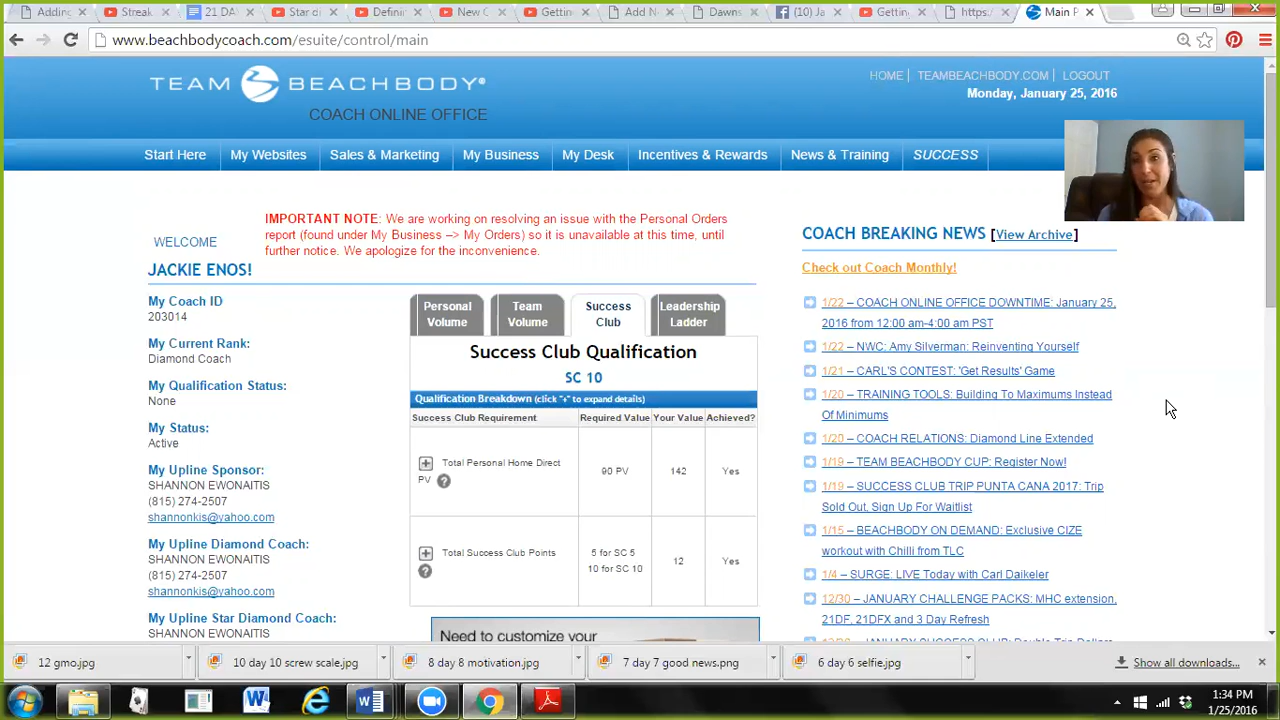 Adding
Streak
21 DA
Star o
Definir
New C
Getting
Add N
Dawns
(10) Ja
Getting
https:
Main P
www.beachbodycoach.com/esuite/control/main
TEAM BEACHBODY®
COACH ONLINE OFFICE
HOME | TEAMBEACHBODY.COM | LOGOUT
Monday, January 25, 2016
Start Here
My Websites
Sales & Marketing
My Business
My Desk
Incentives & Rewards
News & Training
SUCCESS
IMPORTANT NOTE: We are working on resolving an issue with the Personal Orders
report (found under My Business --> My Orders) so it is unavailable at this time, until
further notice. We apologize for the inconvenience.
WELCOME
JACKIE ENOS!
My Coach ID
203014
My Current Rank:
Diamond Coach
My Qualification Status:
None
My Status:
Active
My Upline Sponsor:
SHANNON EWONAITIS
(815) 274-2507
shannonkis@yahoo.com
My Upline Diamond Coach:
SHANNON EWONAITIS
(815) 274-2507
shannonkis@yahoo.com
My Upline Star Diamond Coach:
SHANNON EWONAITIS
Personal Volume
Team Volume
Success Club
Leadership Ladder
Success Club Qualification
SC 10
Qualification Breakdown (click "+" to expand details)
Success Club Requirement Required Value Your Value Achieved?
Total Personal Home Direct PV 90 PV 142 Yes
Total Success Club Points 5 for SC 5 10 for SC 10 12 Yes
Need to customize your
COACH BREAKING NEWS [View Archive]
Check out Coach Monthly!
1/22 – COACH ONLINE OFFICE DOWNTIME: January 25,
2016 from 12:00 am-4:00 am PST
1/22 – NWC: Amy Silverman: Reinventing Yourself
1/21 – CARL'S CONTEST: 'Get Results' Game
1/20 – TRAINING TOOLS: Building To Maximums Instead
Of Minimums
1/20 – COACH RELATIONS: Diamond Line Extended
1/19 – TEAM BEACHBODY CUP: Register Now!
1/19 – SUCCESS CLUB TRIP PUNTA CANA 2017: Trip
Sold Out, Sign Up For Waitlist
1/15 – BEACHBODY ON DEMAND: Exclusive CIZE
workout with Chilli from TLC
1/4 – SURGE: LIVE Today with Carl Daikeler
12/30 – JANUARY CHALLENGE PACKS: MHC extension,
21DF, 21DFX and 3 Day Refresh
12 gmo.jpg
10 day 10 screw scale.jpg
8 day 8 motivation.jpg
7 day 7 good news.png
6 day 6 selfie.jpg
Show all downloads...
1:34 PM
1/25/2016